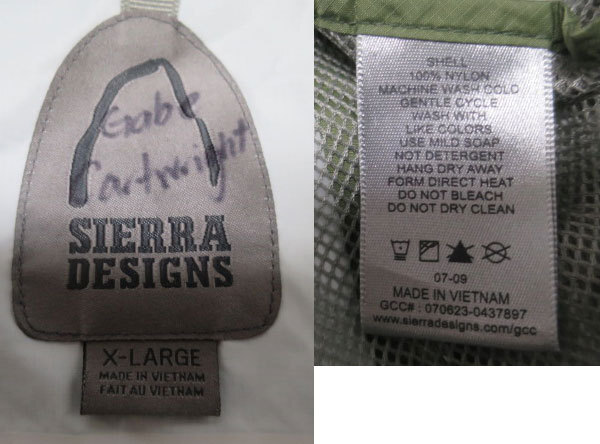 Gabe
Cartwright
SIERRA
DESIGNS
X-LARGE
MADE IN VIETNAM
FAIT AU VIETNAM
SHELL
100% NYLON
MACHINE WASH COLD
GENTLE CYCLE
WASH WITH
LIKE COLORS
USE MILD SOAP
NOT DETERGENT
HANG DRY AWAY
FORM DIRECT HEAT
DO NOT BLEACH
DO NOT DRY CLEAN
07-09
MADE IN VIETNAM
GCC# : 070623-0437897
www.sierradesigns.com/gcc